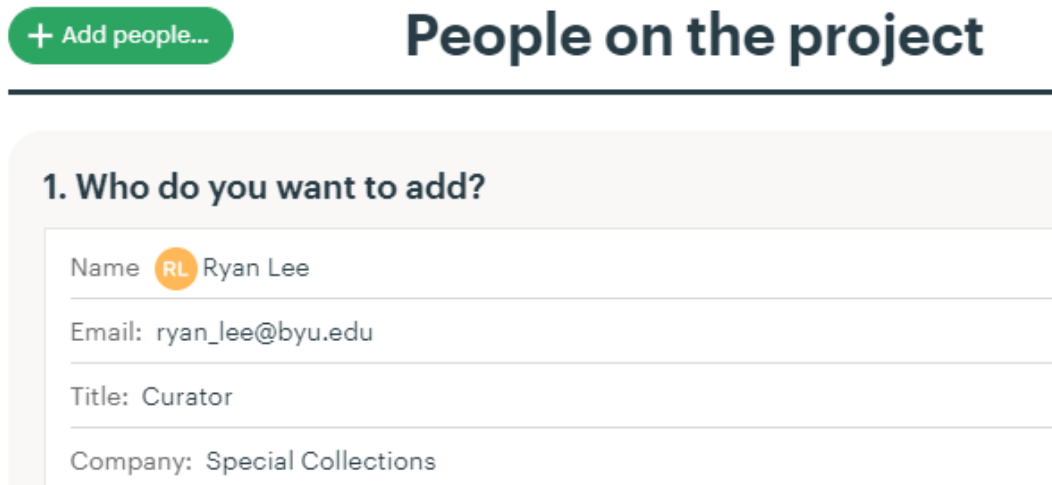 + Add people...
People on the project
1. Who do you want to add?
Name RL Ryan Lee
Email: ryan_lee@byu.edu
Title: Curator
Company: Special Collections